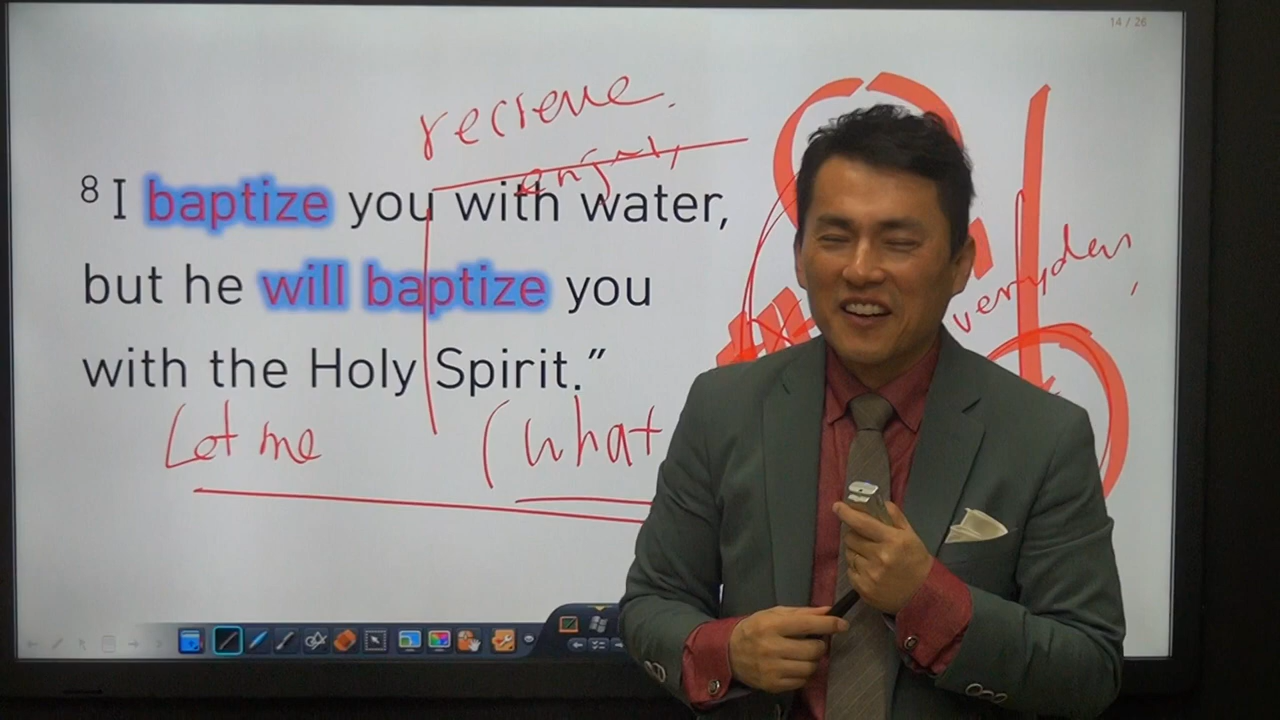 14 / 26
recieve.
8 I baptize you with water,
but he will baptize you
with the Holy Spirit.”
Let me (what